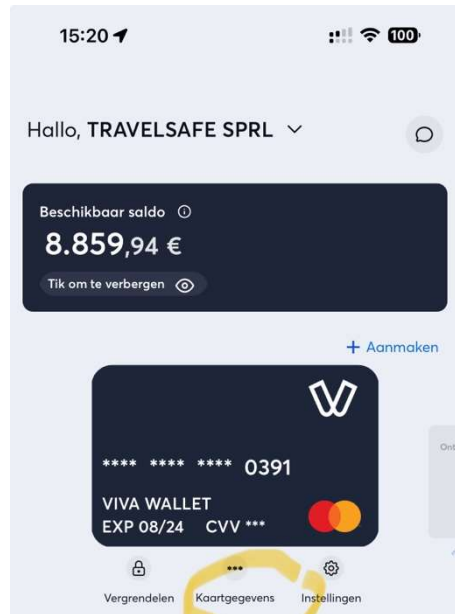 15:20
100
Hallo, TRAVELSAFE SPRL
Beschikbaar saldo
8.859,94 €
Tik om te verbergen
+ Aanmaken
**** **** **** 0391
VIVA WALLET
EXP 08/24 CVV ***
Ont
Vergrendelen Kaartgegevens Instellingen